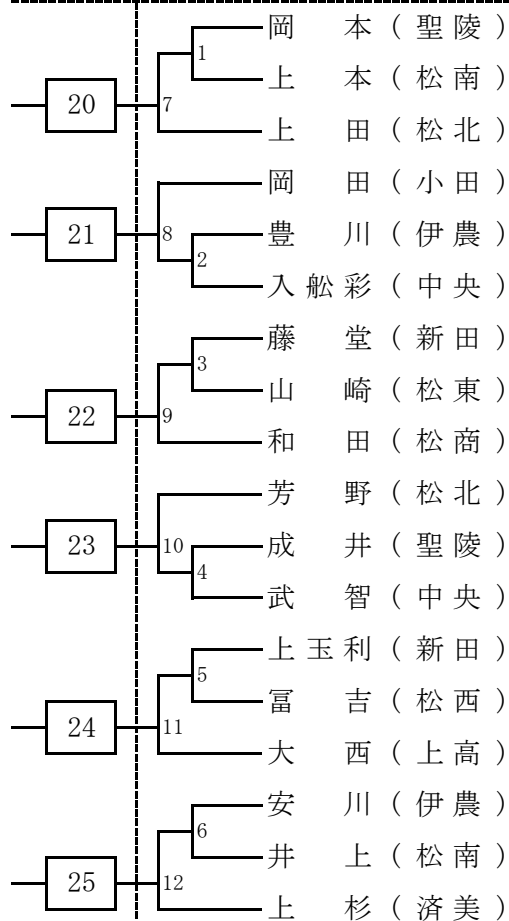 岡 本 ( 聖 陵 )
1
上 本 ( 松 南 )
20 7
上 田 ( 松 北 )
岡 田 ( 小 田 )
21 8
豊 川 ( 伊 農 )
2
入 舩 彩 ( 中 央 )
藤 堂 ( 新 田 )
3
山 崎 ( 松 東 )
22 9
和 田 ( 松 商 )
芳 野 ( 松 北 )
23 10 成 井 ( 聖 陵 )
4
武 智 ( 中 央 )
上 玉 利 ( 新 田 )
5
冨 吉 ( 松 西 )
24 11
大 西 ( 上 高 )
安 川 ( 伊 農 )
6
井 上 ( 松 南 )
25 12
上 杉 ( 済 美 )